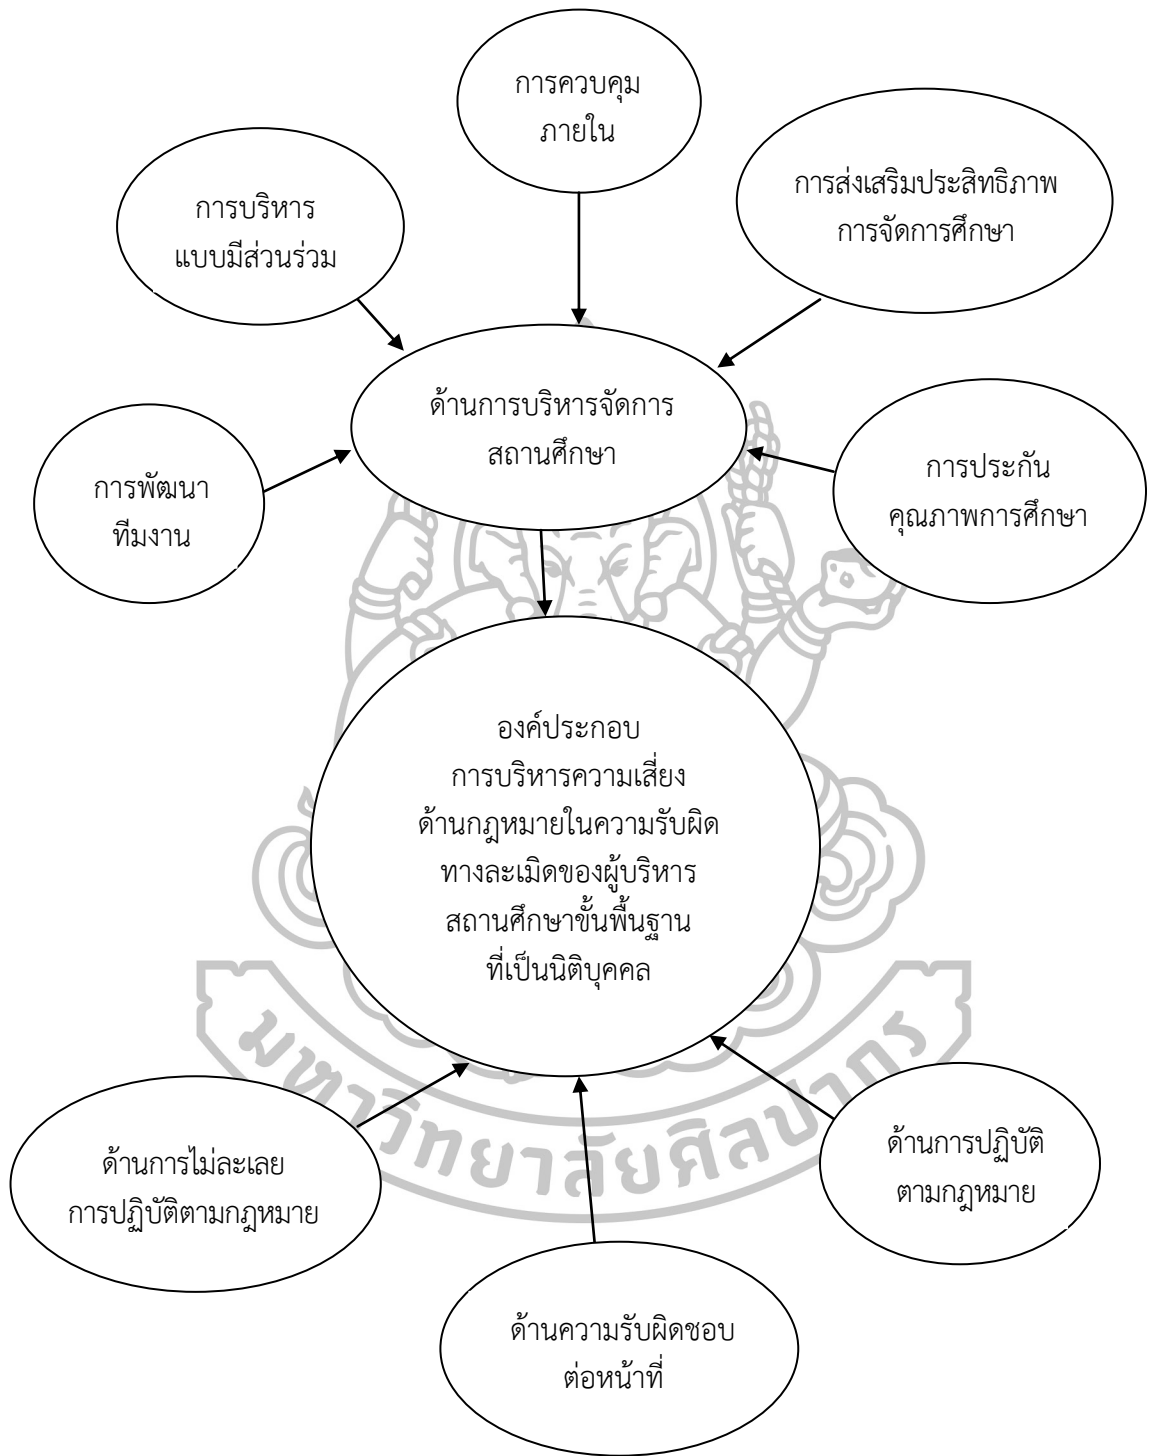 การควบคุม
ภายใน
การส่งเสริมประสิทธิภาพ
การจัดการศึกษา
การบริหาร
แบบมีส่วนร่วม
ด้านการบริหารจัดการ
สถานศึกษา
การประกัน
คุณภาพการศึกษา
การพัฒนา
ทีมงาน
องค์ประกอบ
การบริหารความเสี่ยง
ด้านกฎหมายในความรับผิด
ทางละเมิดของผู้บริหาร
สถานศึกษาขั้นพื้นฐาน
ที่เป็นนิติบุคคล
มหาวิทยาลัยศิลปากร
ด้านการปฏิบัติ
ตามกฎหมาย
ด้านการไม่ละเลย
การปฏิบัติตามกฎหมาย
ด้านความรับผิดชอบ
ต่อหน้าที่